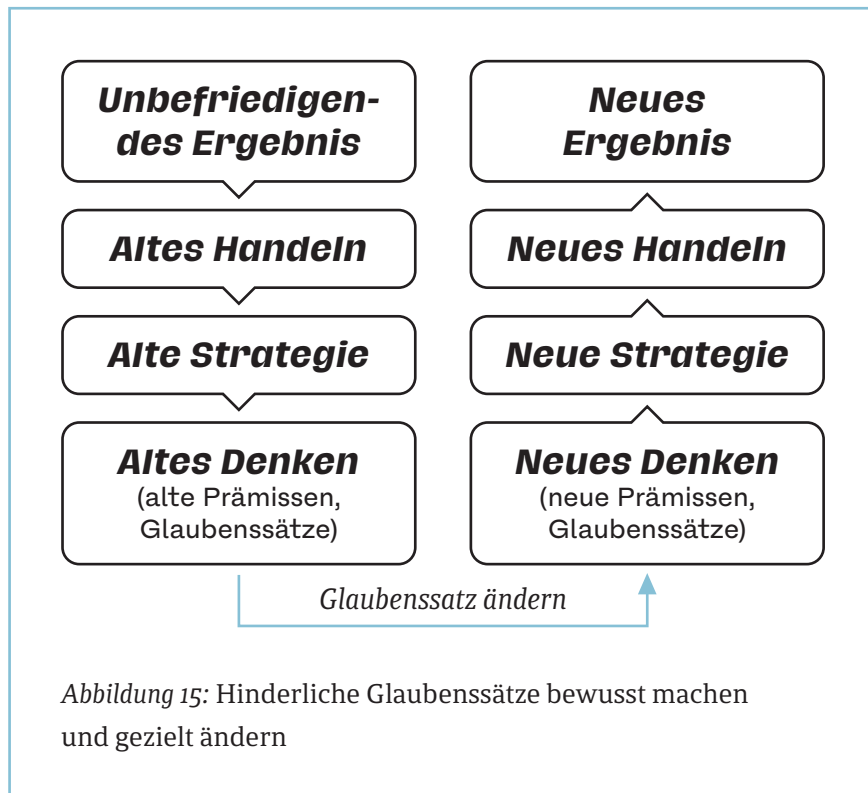 Unbefriedigen-
des Ergebnis
Altes Handeln
Alte Strategie
Altes Denken
(alte Prämissen,
Glaubenssätze)
Neues
Ergebnis
Neues Handeln
Neue Strategie
Neues Denken
(neue Prämissen,
Glaubenssätze)
Glaubenssatz ändern
Abbildung 15: Hinderliche Glaubenssätze bewusst machen
und gezielt ändern